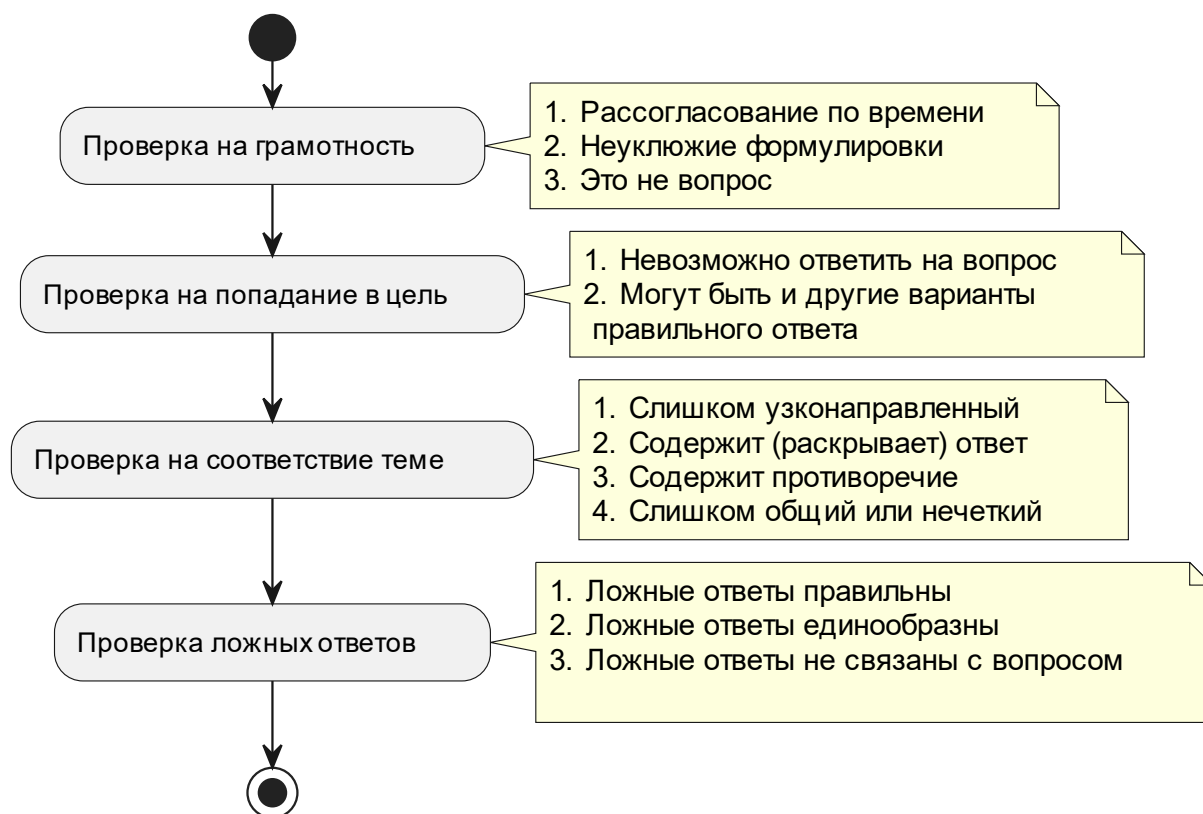 Проверка на грамотность
1. Рассогласование по времени
2. Неуклюжие формулировки
3. Это не вопрос
Проверка на попадание в цель
1. Невозможно ответить на вопрос
2. Могут быть и другие варианты
правильного ответа
Проверка на соответствие теме
1. Слишком узконаправленный
2. Содержит (раскрывает) ответ
3. Содержит противоречие
4. Слишком общий или нечеткий
Проверка ложных ответов
1. Ложные ответы правильны
2. Ложные ответы единообразны
3. Ложные ответы не связаны с вопросом